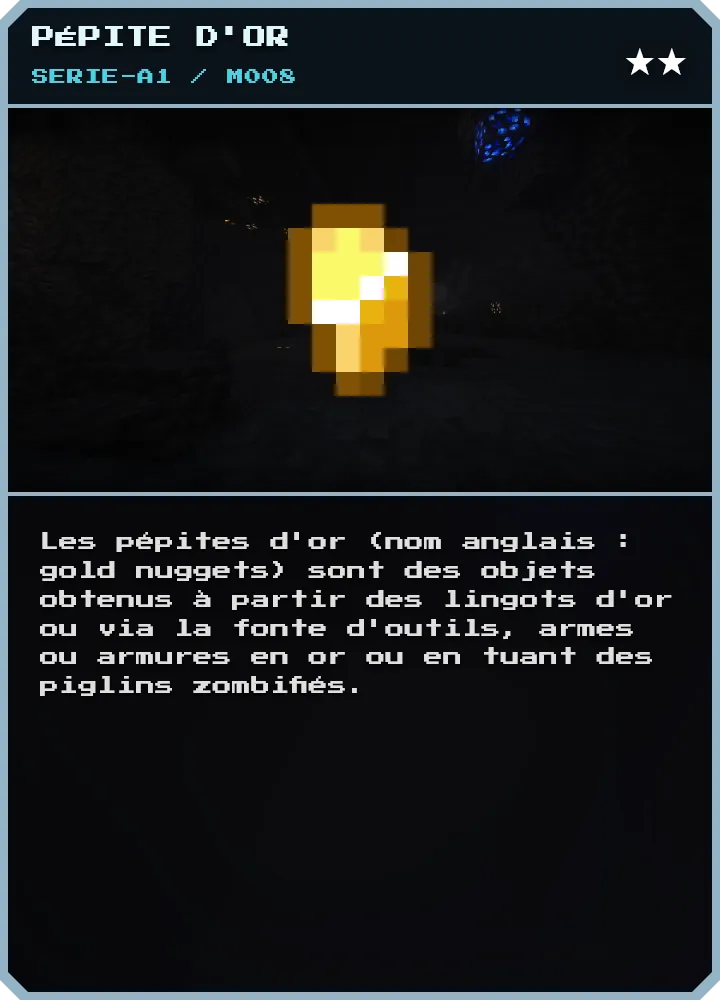 PéPITE D'OR
SERIE-A1 / M008
★★
Les pépites d'or (nom anglais :
gold nuggets) sont des objets
obtenus à partir des lingots d'or
ou via la fonte d'outils, armes
ou armures en or ou en tuant des
piglins zombifiés.